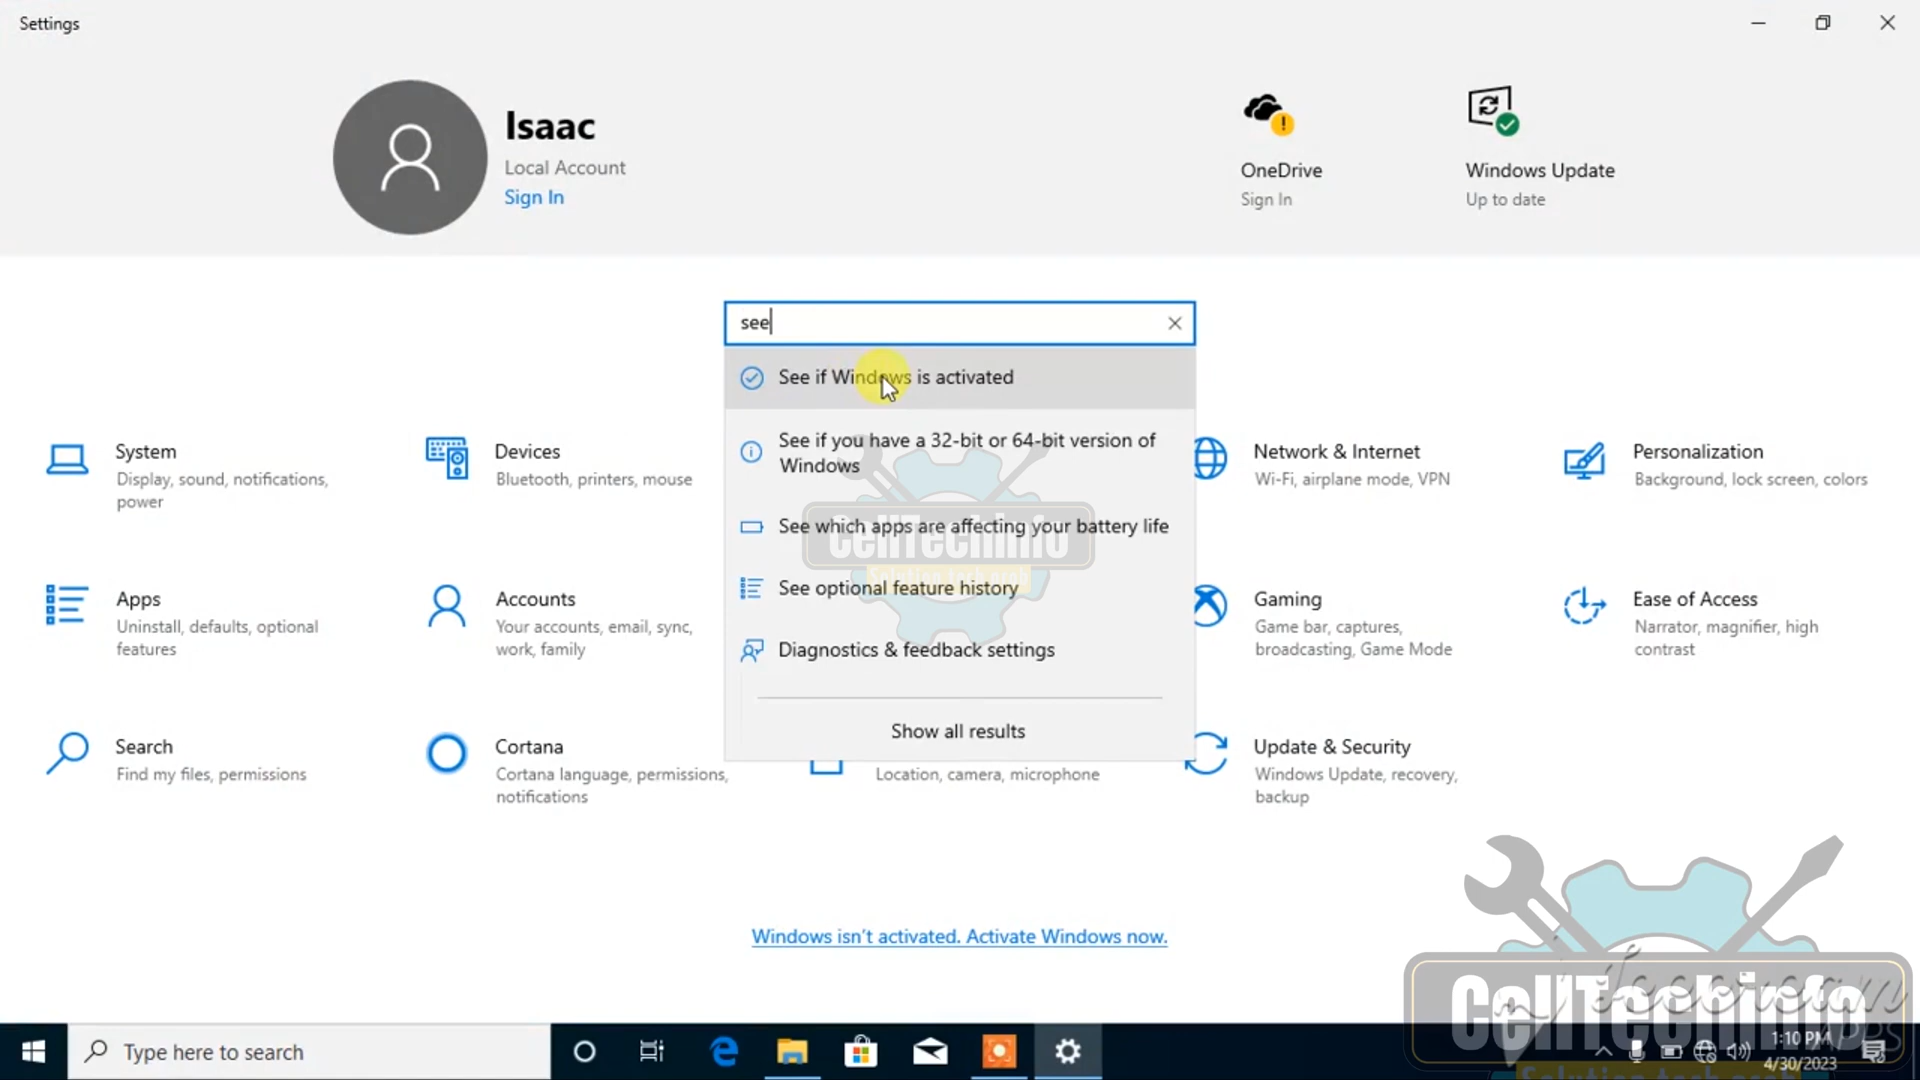 Settings
Isaac
Local Account
Sign In
OneDrive
Sign In
Windows Update
Up to date
see
See if Windows is activated
See if you have a 32-bit or 64-bit version of
Windows
See which apps are affecting your battery life
See optional feature history
Diagnostics & feedback settings
Show all results
System
Display, sound, notifications,
power
Devices
Bluetooth, printers, mouse
Network & Internet
Wi-Fi, airplane mode, VPN
Personalization
Background, lock screen, colors
Apps
Uninstall, defaults, optional
features
Accounts
Your accounts, email, sync,
work, family
Gaming
Game bar, captures,
broadcasting, Game Mode
Ease of Access
Narrator, magnifier, high
contrast
Search
Find my files, permissions
Cortana
Cortana language, permissions,
notifications
Location, camera, microphone
Update & Security
Windows Update, recovery,
backup
CellTechinfo
Windows isn't activated. Activate Windows now.
CellTechinfo
Type here to search
1:10 PM
4/30/2023